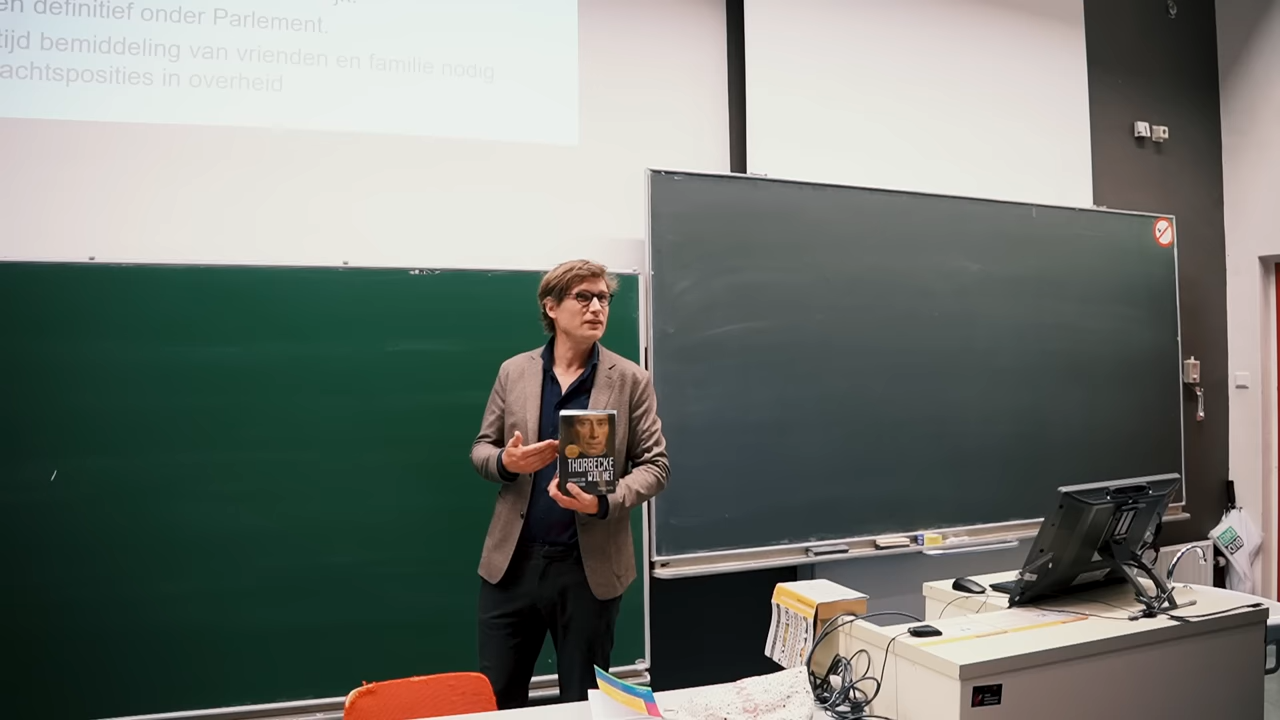 en definitief onder Parlement.
tijd bemiddeling van vrienden en familie nodig
achtsposities in overheid
THORBECKE
WIL HET